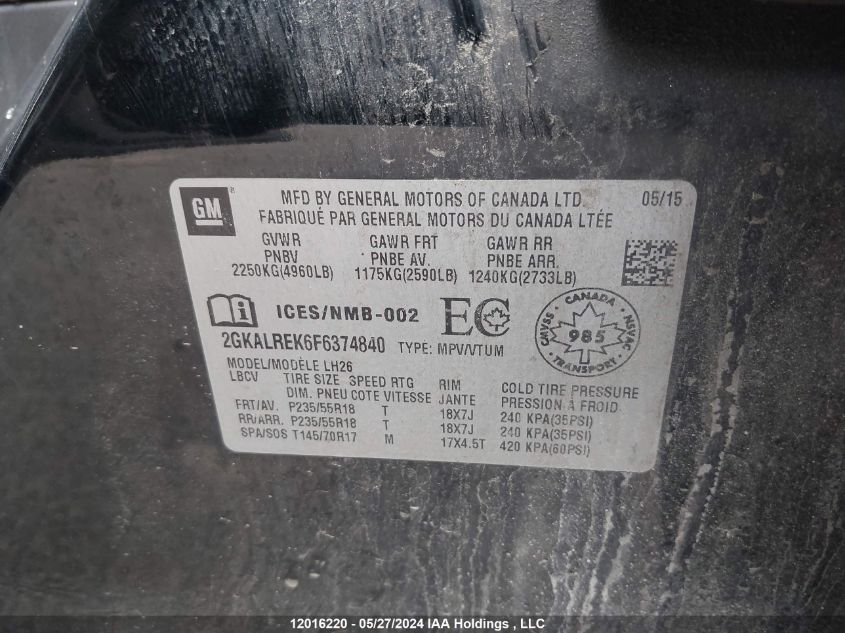 GM
MFD BY GENERAL MOTORS OF CANADA LTD. 05/15
FABRIQUÉ PAR GENERAL MOTORS DU CANADA LTÉE
GVWR GAWR FRT GAWR RR
PNBV PNBE AV. PNBE ARR.
2250KG(4960LB) 1175KG(2590LB) 1240KG(2733LB)
ICES/NMB-002 EC
CANADA CMVSS 985 NSVAC TRANSPORT
2GKALREK6F6374840 TYPE: MPV/VTUM
MODEL/MODÈLE LH26
LBCV TIRE SIZE SPEED RTG RIM COLD TIRE PRESSURE
DIM. PNEU COTE VITESSE JANTE PRESSION À FROID
FRT/AV. P235/55R18 T 18X7J 240 KPA(35PSI)
RR/ARR. P235/55R18 T 18X7J 240 KPA(35PSI)
SPA/SOS T145/70R17 M 17X4.5T 420 KPA(60PSI)
12016220 - 05/27/2024 IAA Holdings, LLC